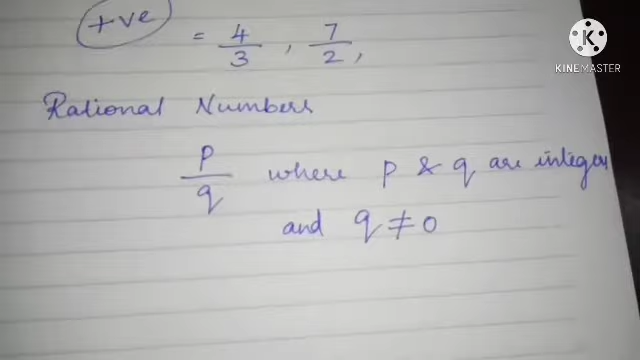 +ve = 4/3, 7/2,
KINEMASTER
Rational Numbers
p/q where p & q are integers
and q ≠ 0